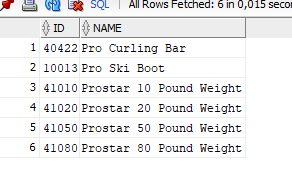 SQL All Rows Fetched: 6 in 0,015 seco
ID NAME
1 40422 Pro Curling Bar
2 10013 Pro Ski Boot
3 41010 Prostar 10 Pound Weight
4 41020 Prostar 20 Pound Weight
5 41050 Prostar 50 Pound Weight
6 41080 Prostar 80 Pound Weight